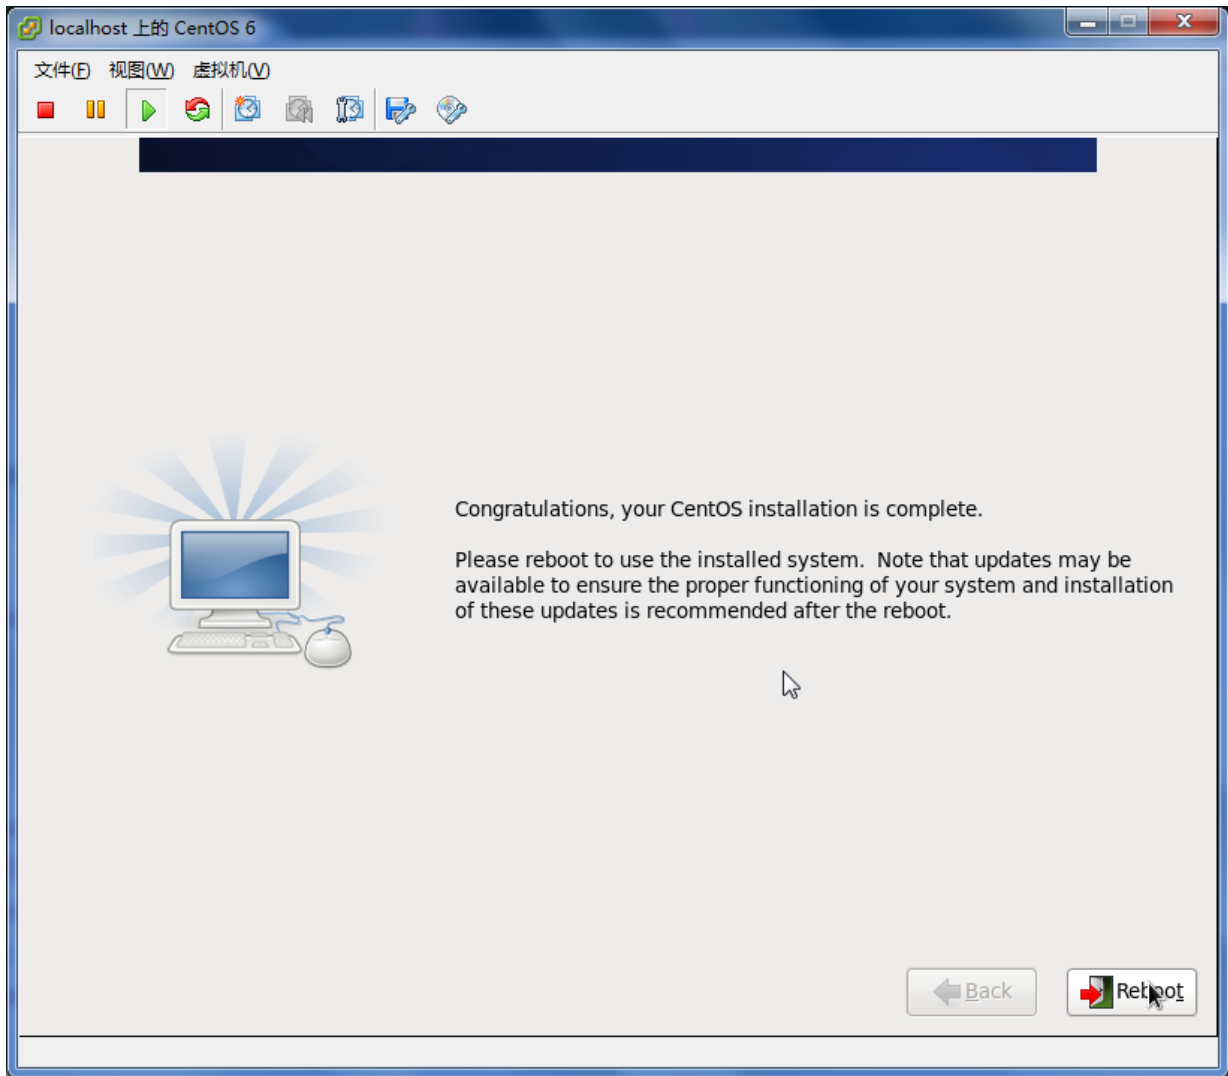 localhost 上的 CentOS 6
文件(F) 视图(W) 虚拟机(V)
Congratulations, your CentOS installation is complete.
Please reboot to use the installed system.  Note that updates may be
available to ensure the proper functioning of your system and installation
of these updates is recommended after the reboot.
Back Reboot